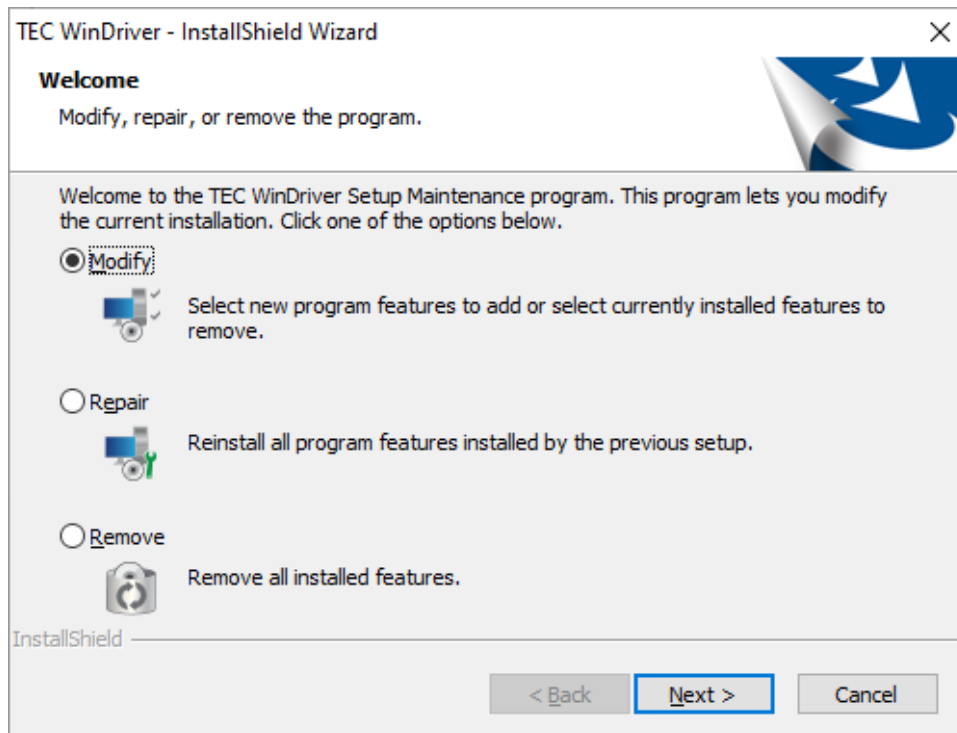 TEC WinDriver - InstallShield Wizard
Welcome
Modify, repair, or remove the program.
Welcome to the TEC WinDriver Setup Maintenance program. This program lets you modify
the current installation. Click one of the options below.
Modify
Select new program features to add or select currently installed features to
remove.
Repair
Reinstall all program features installed by the previous setup.
Remove
Remove all installed features.
InstallShield
< Back
Next >
Cancel